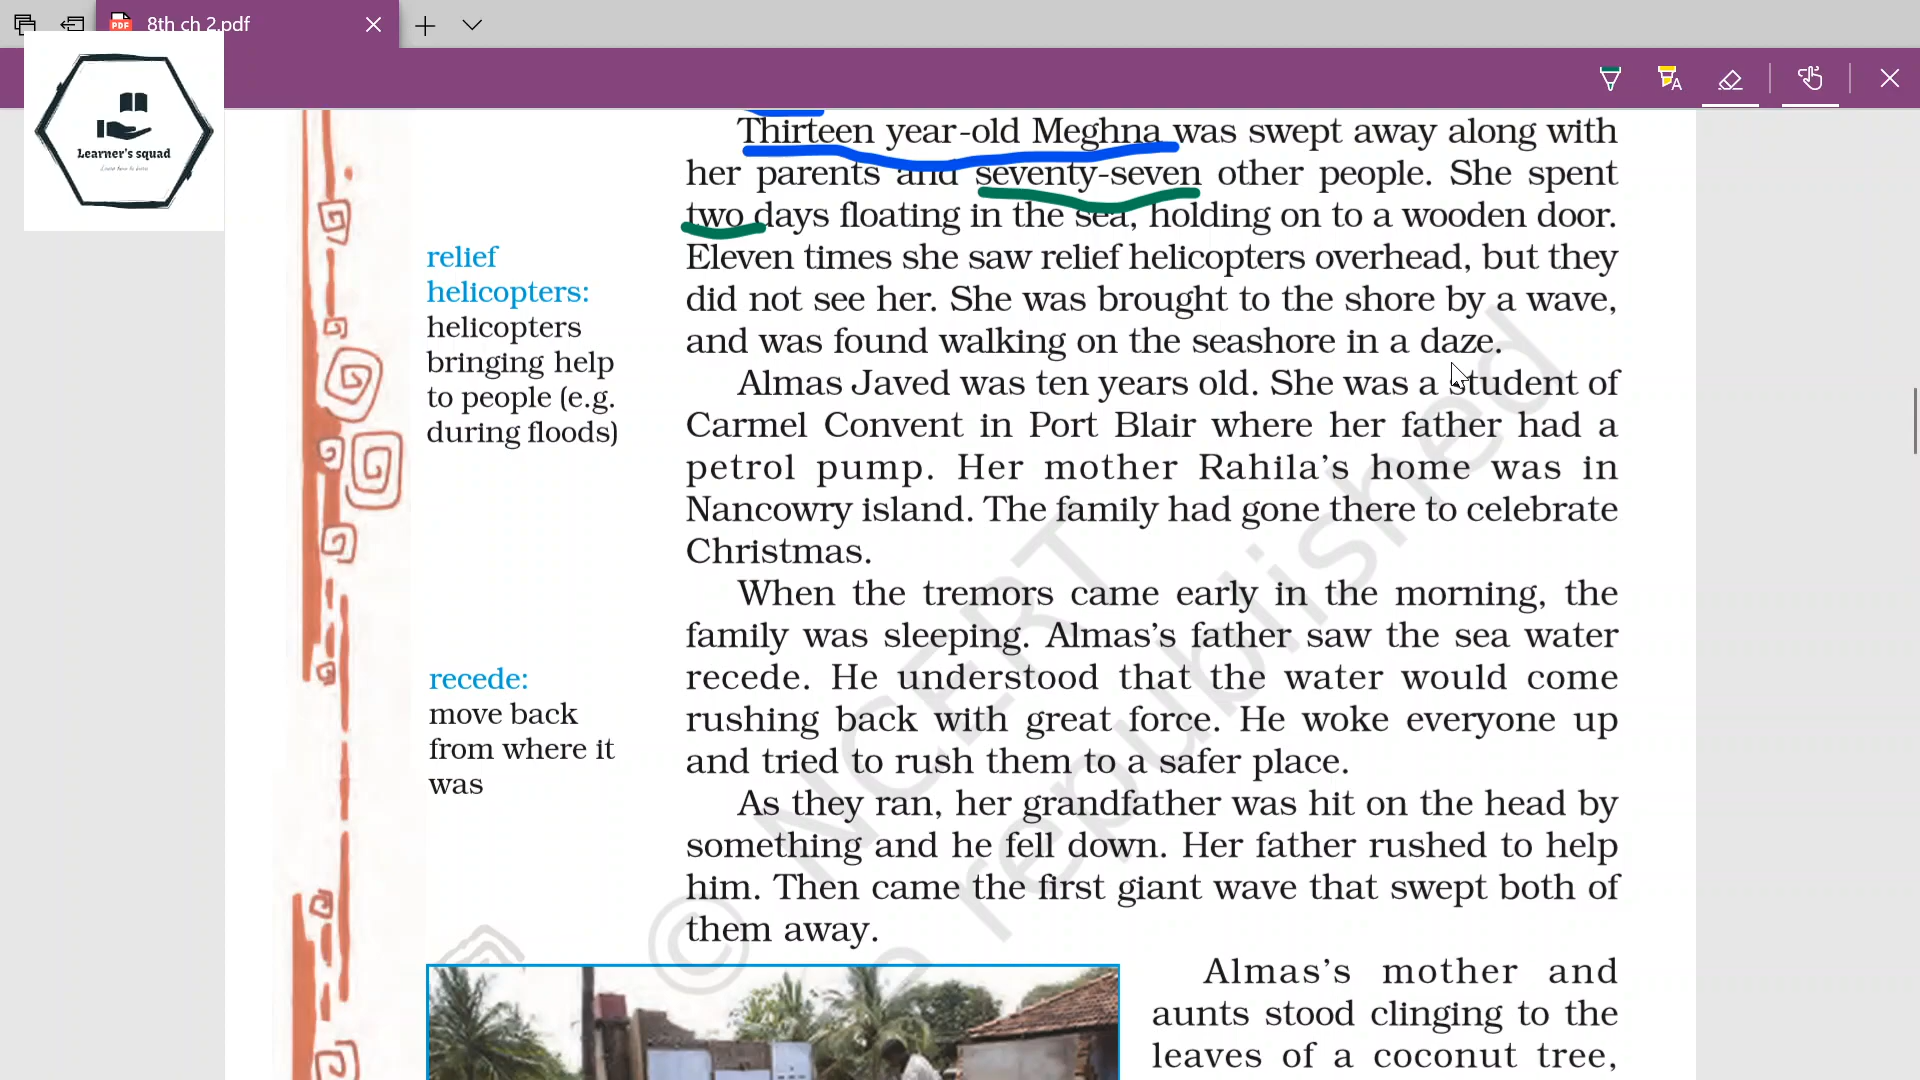 8th ch 2.pdf
Learner's squad
Thirteen year-old Meghna was swept away along with
her parents and seventy-seven other people. She spent
two days floating in the sea, holding on to a wooden door.
Eleven times she saw relief helicopters overhead, but they
did not see her. She was brought to the shore by a wave,
and was found walking on the seashore in a daze.
relief
helicopters:
helicopters
bringing help
to people (e.g.
during floods)
Almas Javed was ten years old. She was a student of
Carmel Convent in Port Blair where her father had a
petrol pump. Her mother Rahila's home was in
Nancowry island. The family had gone there to celebrate
Christmas.
When the tremors came early in the morning, the
family was sleeping. Almas's father saw the sea water
recede. He understood that the water would come
rushing back with great force. He woke everyone up
and tried to rush them to a safer place.
recede:
move back
from where it
was
As they ran, her grandfather was hit on the head by
something and he fell down. Her father rushed to help
him. Then came the first giant wave that swept both of
them away.
Almas's mother and
aunts stood clinging to the
leaves of a coconut tree,
© NCERT
republished